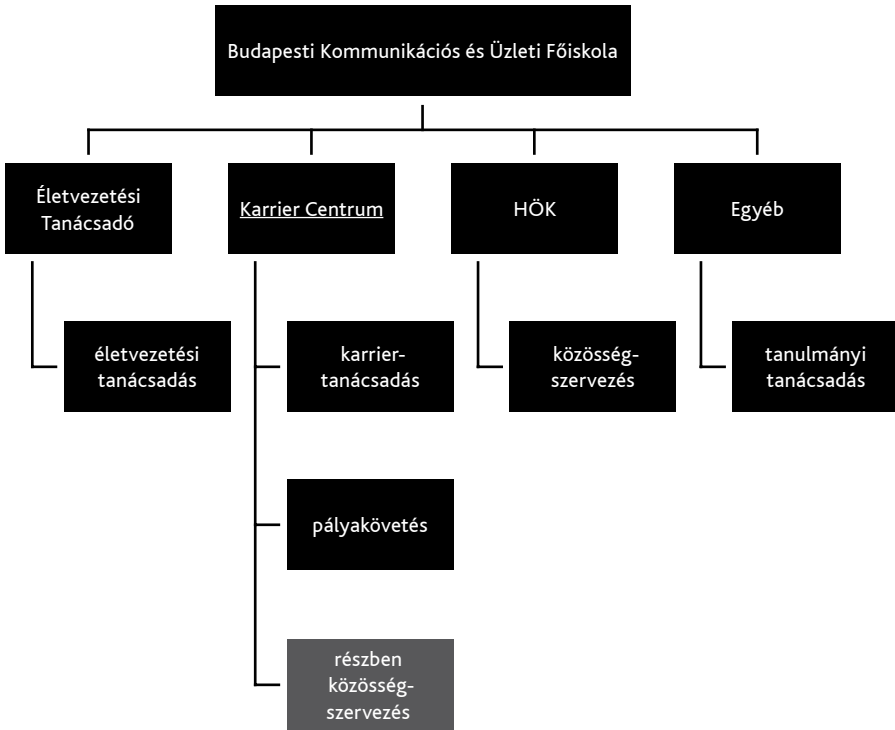 Budapesti Kommunikációs és Üzleti Főiskola
Életvezetési
Tanácsadó
Karrier Centrum
HÖK
Egyéb
életvezetési
tanácsadás
karrier-
tanácsadás
közösség-
szervezés
tanulmányi
tanácsadás
pályakövetés
részben
közösség-
szervezés